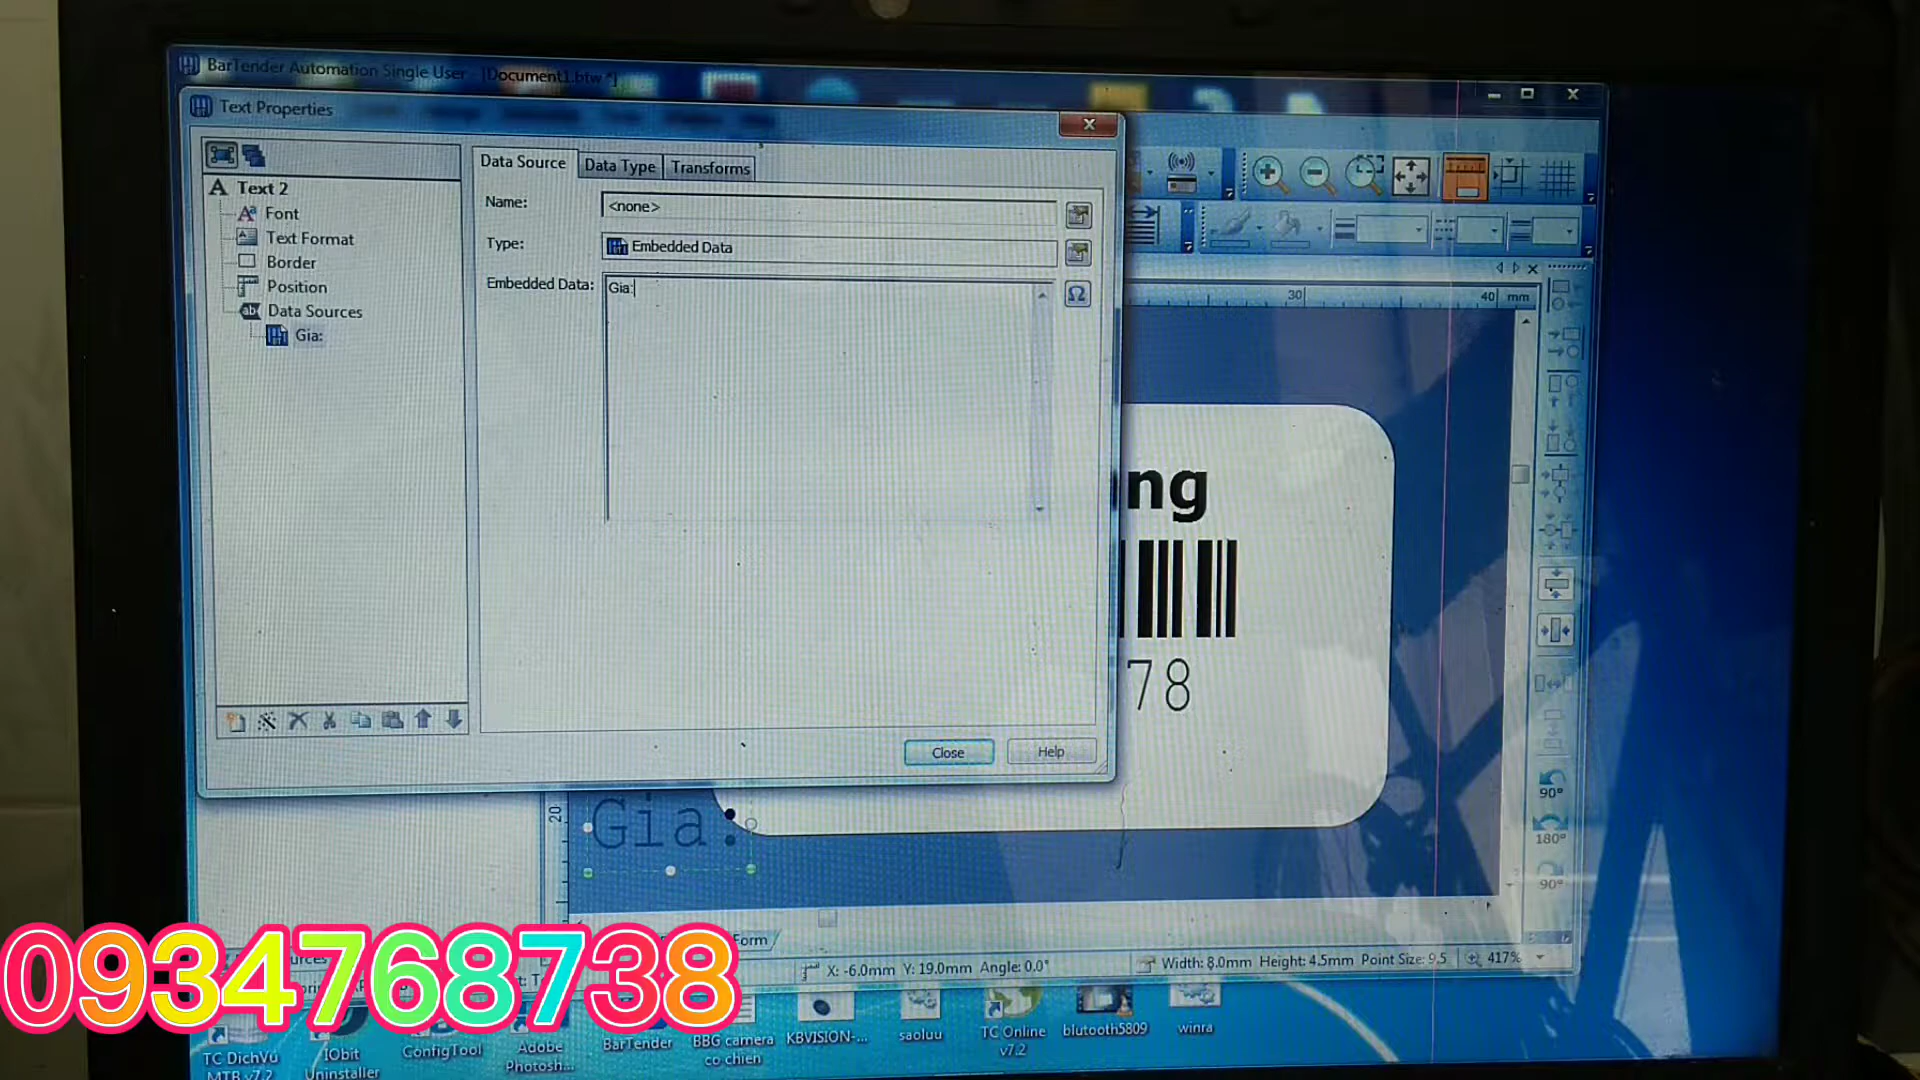 BarTender Automation Single User - [Document1.btw *]
Text Properties
Data Source
Data Type
Transforms
Text 2
Font
Text Format
Border
Position
Data Sources
Gia:
Name:
<none>
Type:
Embedded Data
Embedded Data:
Gia:
Close
Help
30
40
mm
ng
78
20
Gia:
90°
180°
90°
Form
X: -6.0mm Y: 19.0mm Angle: 0.0°
Width: 8.0mm Height: 4.5mm Point Size: 9.5
417%
0934768738
TC DichVu
MTB v7.2
IObit
Uninstaller
ConfigTool
Adobe
Photosh...
BarTender
BBG camera
co chien
KBVISION-...
saoluu
TC Online
v7.2
blutooth5809
winra